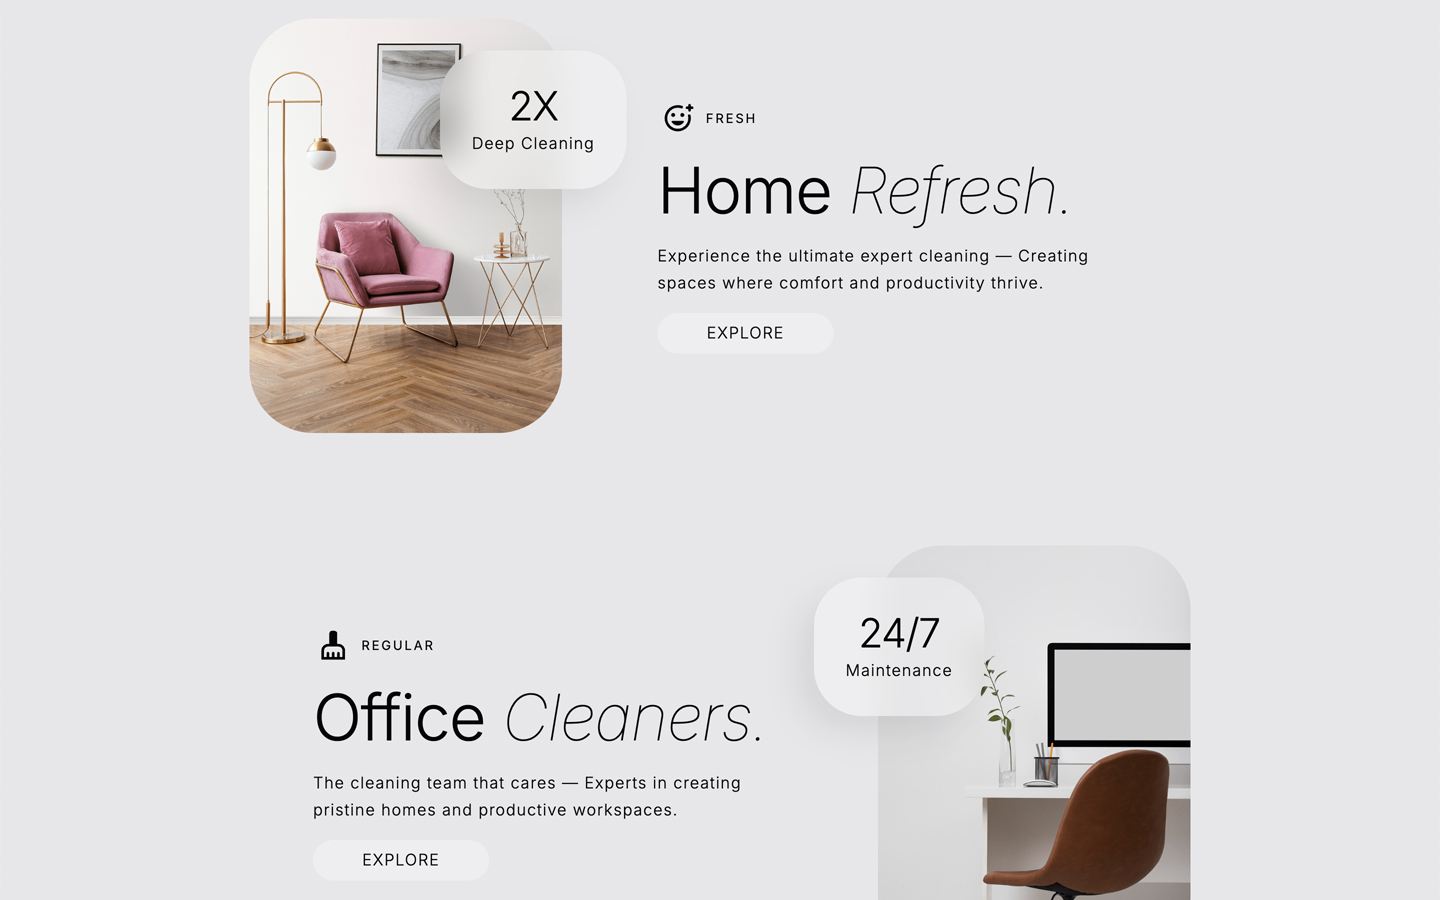 2X
Deep Cleaning
FRESH
Home Refresh.
Experience the ultimate expert cleaning — Creating
spaces where comfort and productivity thrive.
EXPLORE
24/7
Maintenance
REGULAR
Office Cleaners.
The cleaning team that cares — Experts in creating
pristine homes and productive workspaces.
EXPLORE